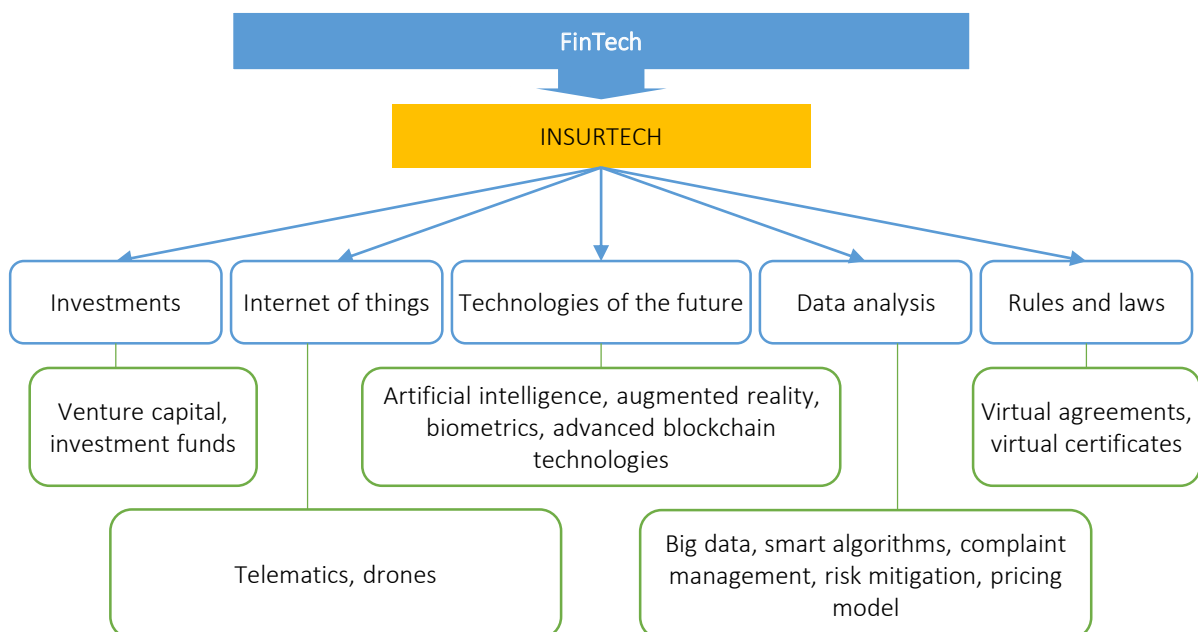 FinTech
INSURTECH
Investments
Internet of things
Technologies of the future
Data analysis
Rules and laws
Venture capital,
investment funds
Artificial intelligence, augmented reality,
biometrics, advanced blockchain
technologies
Virtual agreements,
virtual certificates
Telematics, drones
Big data, smart algorithms, complaint
management, risk mitigation, pricing
model